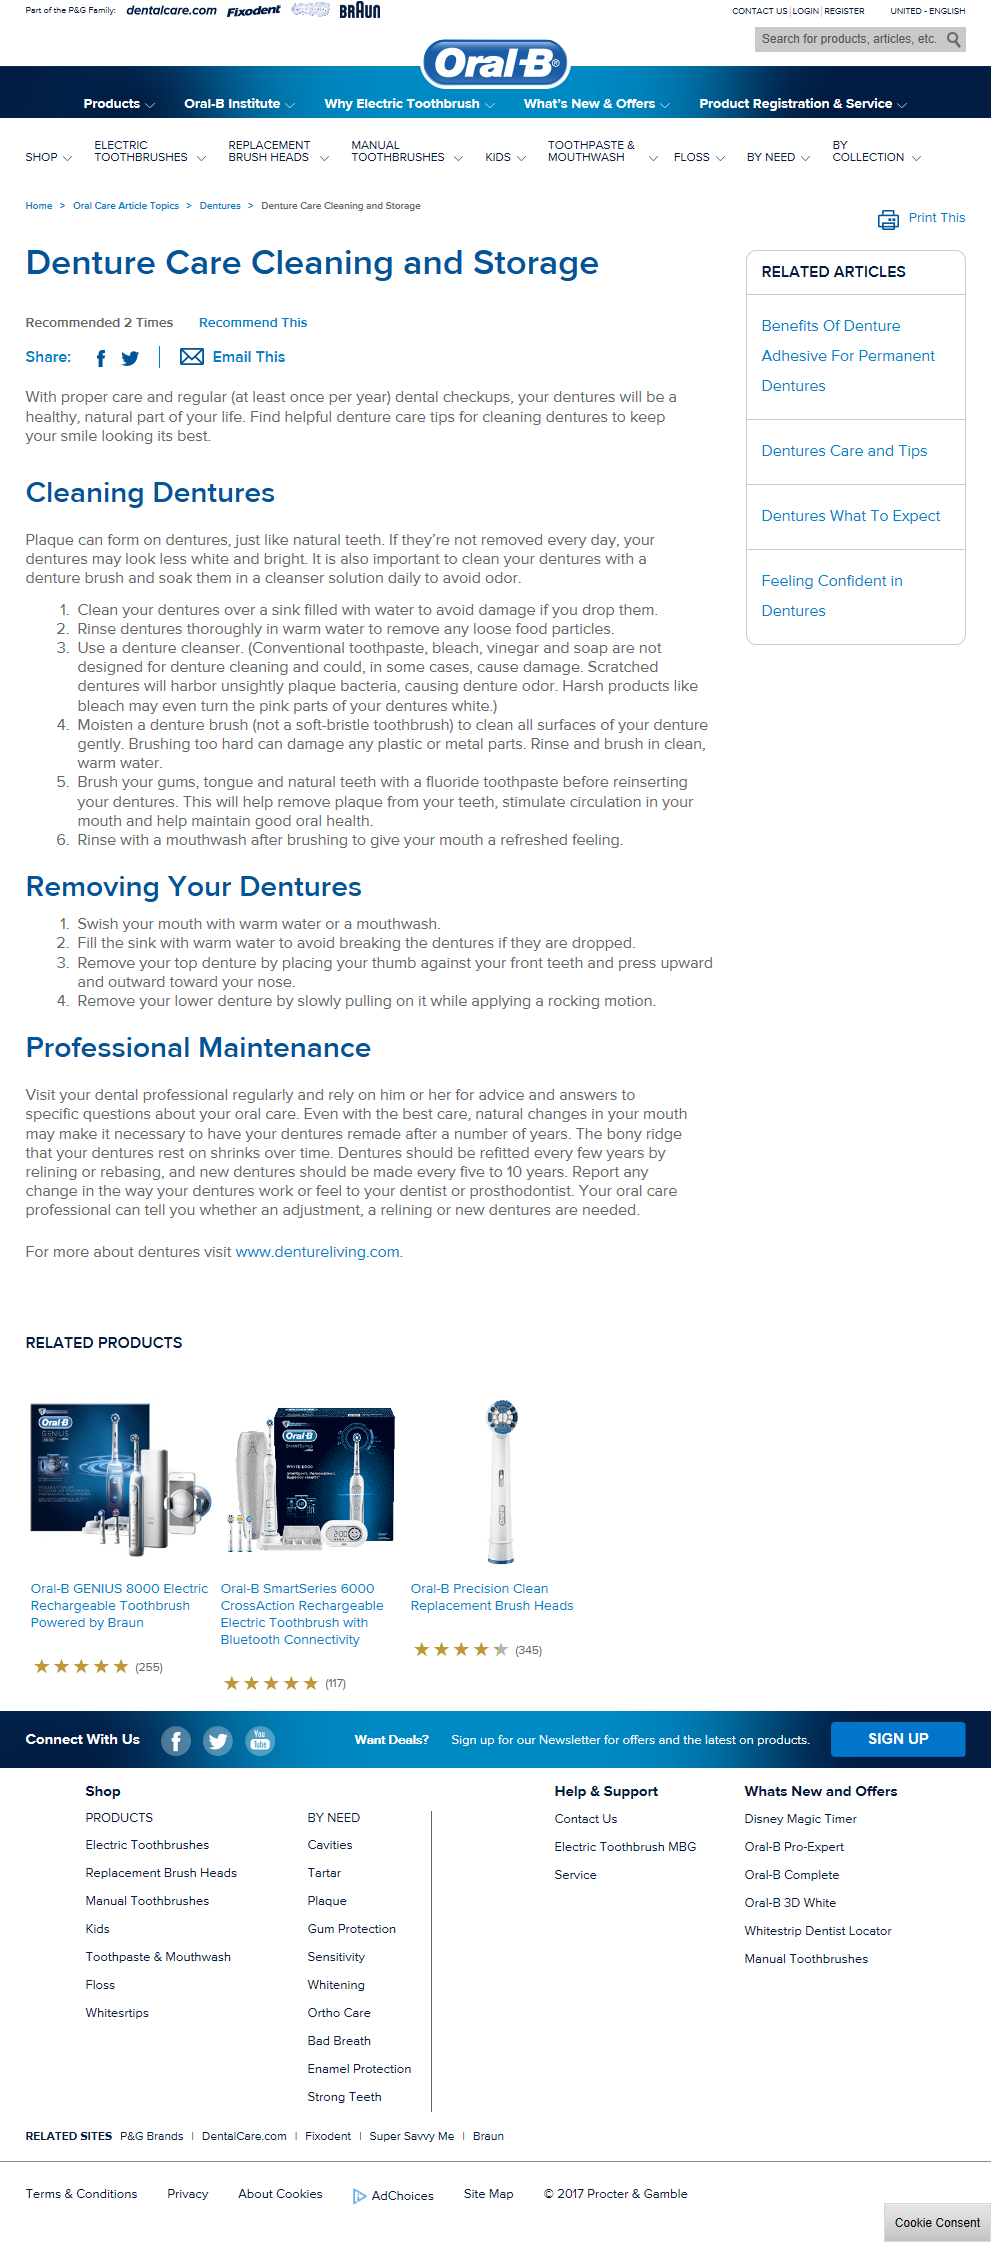 Part of the P&G Family: dentalcare.com Fixodent BRAUN
CONTACT US | LOGIN | REGISTER UNITED - ENGLISH
Search for products, articles, etc.
Oral-B®
Products Oral-B Institute Why Electric Toothbrush What's New & Offers Product Registration & Service
SHOP
ELECTRIC
TOOTHBRUSHES
REPLACEMENT
BRUSH HEADS
MANUAL
TOOTHBRUSHES
KIDS
TOOTHPASTE &
MOUTHWASH
FLOSS
BY NEED
BY
COLLECTION
Home > Oral Care Article Topics > Dentures > Denture Care Cleaning and Storage
Print This
Denture Care Cleaning and Storage
Recommended 2 Times Recommend This
Share: Email This
With proper care and regular (at least once per year) dental checkups, your dentures will be a
healthy, natural part of your life. Find helpful denture care tips for cleaning dentures to keep
your smile looking its best.
Cleaning Dentures
Plaque can form on dentures, just like natural teeth. If they're not removed every day, your
dentures may look less white and bright. It is also important to clean your dentures with a
denture brush and soak them in a cleanser solution daily to avoid odor.
1. Clean your dentures over a sink filled with water to avoid damage if you drop them.
2. Rinse dentures thoroughly in warm water to remove any loose food particles.
3. Use a denture cleanser. (Conventional toothpaste, bleach, vinegar and soap are not
designed for denture cleaning and could, in some cases, cause damage. Scratched
dentures will harbor unsightly plaque bacteria, causing denture odor. Harsh products like
bleach may even turn the pink parts of your dentures white.)
4. Moisten a denture brush (not a soft-bristle toothbrush) to clean all surfaces of your denture
gently. Brushing too hard can damage any plastic or metal parts. Rinse and brush in clean,
warm water.
5. Brush your gums, tongue and natural teeth with a fluoride toothpaste before reinserting
your dentures. This will help remove plaque from your teeth, stimulate circulation in your
mouth and help maintain good oral health.
6. Rinse with a mouthwash after brushing to give your mouth a refreshed feeling.
Removing Your Dentures
1. Swish your mouth with warm water or a mouthwash.
2. Fill the sink with warm water to avoid breaking the dentures if they are dropped.
3. Remove your top denture by placing your thumb against your front teeth and press upward
and outward toward your nose.
4. Remove your lower denture by slowly pulling on it while applying a rocking motion.
Professional Maintenance
Visit your dental professional regularly and rely on him or her for advice and answers to
specific questions about your oral care. Even with the best care, natural changes in your mouth
may make it necessary to have your dentures remade after a number of years. The bony ridge
that your dentures rest on shrinks over time. Dentures should be refitted every few years by
relining or rebasing, and new dentures should be made every five to 10 years. Report any
change in the way your dentures work or feel to your dentist or prosthodontist. Your oral care
professional can tell you whether an adjustment, a relining or new dentures are needed.
For more about dentures visit www.dentureliving.com.
RELATED ARTICLES
Benefits Of Denture
Adhesive For Permanent
Dentures
Dentures Care and Tips
Dentures What To Expect
Feeling Confident in
Dentures
RELATED PRODUCTS
Oral-B
GENIUS
Oral-B
WHITE 6000
2:00
Oral-B GENIUS 8000 Electric
Rechargeable Toothbrush
Powered by Braun
(255)
Oral-B SmartSeries 6000
CrossAction Rechargeable
Electric Toothbrush with
Bluetooth Connectivity
(117)
Oral-B Precision Clean
Replacement Brush Heads
(345)
Connect With Us You Tube Want Deals? Sign up for our Newsletter for offers and the latest on products. SIGN UP
Shop
PRODUCTS
Electric Toothbrushes
Replacement Brush Heads
Manual Toothbrushes
Kids
Toothpaste & Mouthwash
Floss
Whitesrtips
BY NEED
Cavities
Tartar
Plaque
Gum Protection
Sensitivity
Whitening
Ortho Care
Bad Breath
Enamel Protection
Strong Teeth
Help & Support
Contact Us
Electric Toothbrush MBG
Service
Whats New and Offers
Disney Magic Timer
Oral-B Pro-Expert
Oral-B Complete
Oral-B 3D White
Whitestrip Dentist Locator
Manual Toothbrushes
RELATED SITES P&G Brands | DentalCare.com | Fixodent | Super Savvy Me | Braun
Terms & Conditions Privacy About Cookies AdChoices Site Map © 2017 Procter & Gamble
Cookie Consent